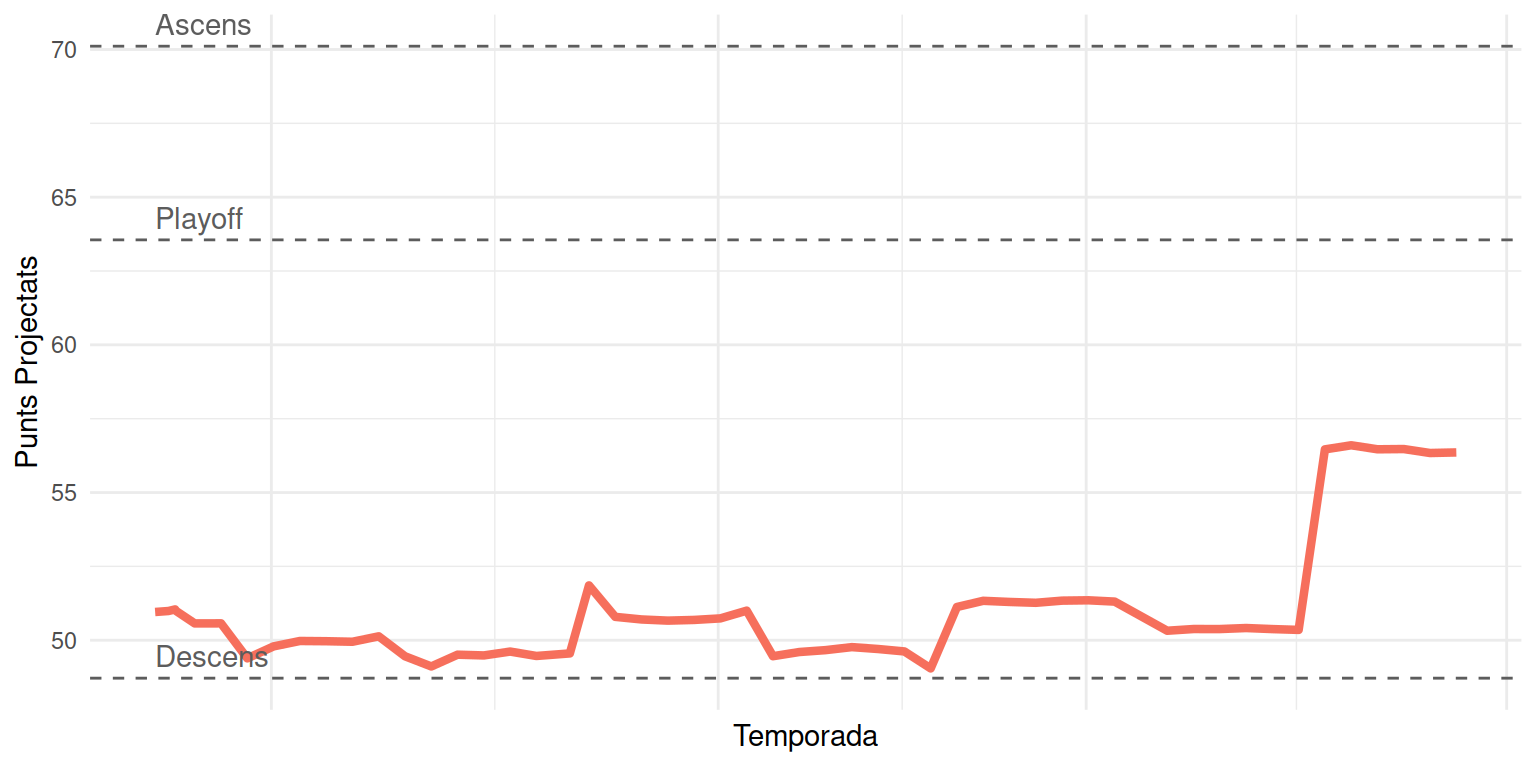 Ascens
70
65
Playoff
60
55
50
Descens
Punts Projectats
Temporada